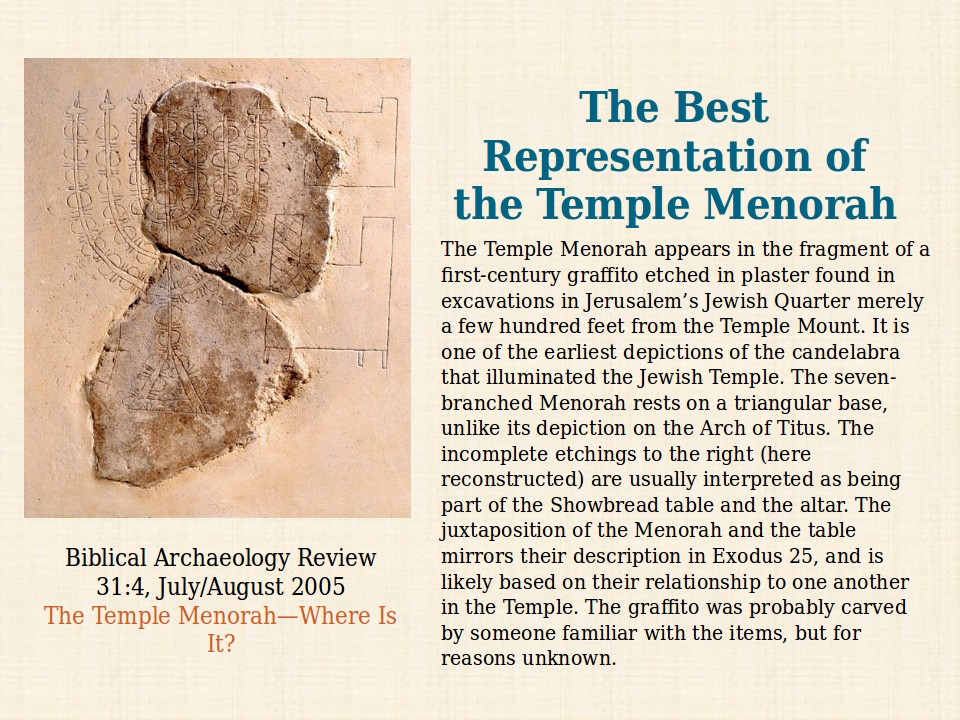 The Best
Representation of
the Temple Menorah
The Temple Menorah appears in the fragment of a
first-century graffito etched in plaster found in
excavations in Jerusalem’s Jewish Quarter merely
a few hundred feet from the Temple Mount. It is
one of the earliest depictions of the candelabra
that illuminated the Jewish Temple. The seven-
branched Menorah rests on a triangular base,
unlike its depiction on the Arch of Titus. The
incomplete etchings to the right (here
reconstructed) are usually interpreted as being
part of the Showbread table and the altar. The
juxtaposition of the Menorah and the table
mirrors their description in Exodus 25, and is
likely based on their relationship to one another
in the Temple. The graffito was probably carved
by someone familiar with the items, but for
reasons unknown.
Biblical Archaeology Review
31:4, July/August 2005
The Temple Menorah—Where Is
It?